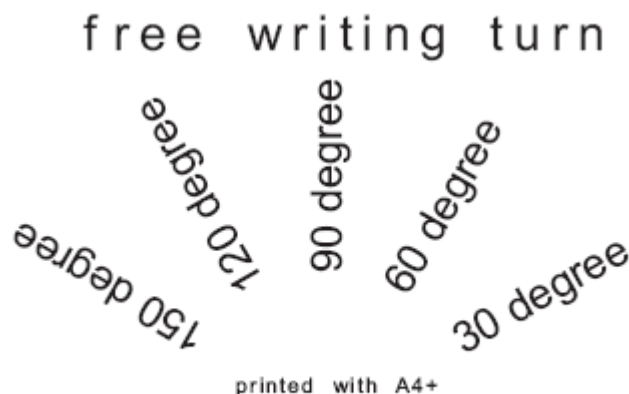 free writing turn
150 degree
120 degree
90 degree
60 degree
30 degree
printed with A4+